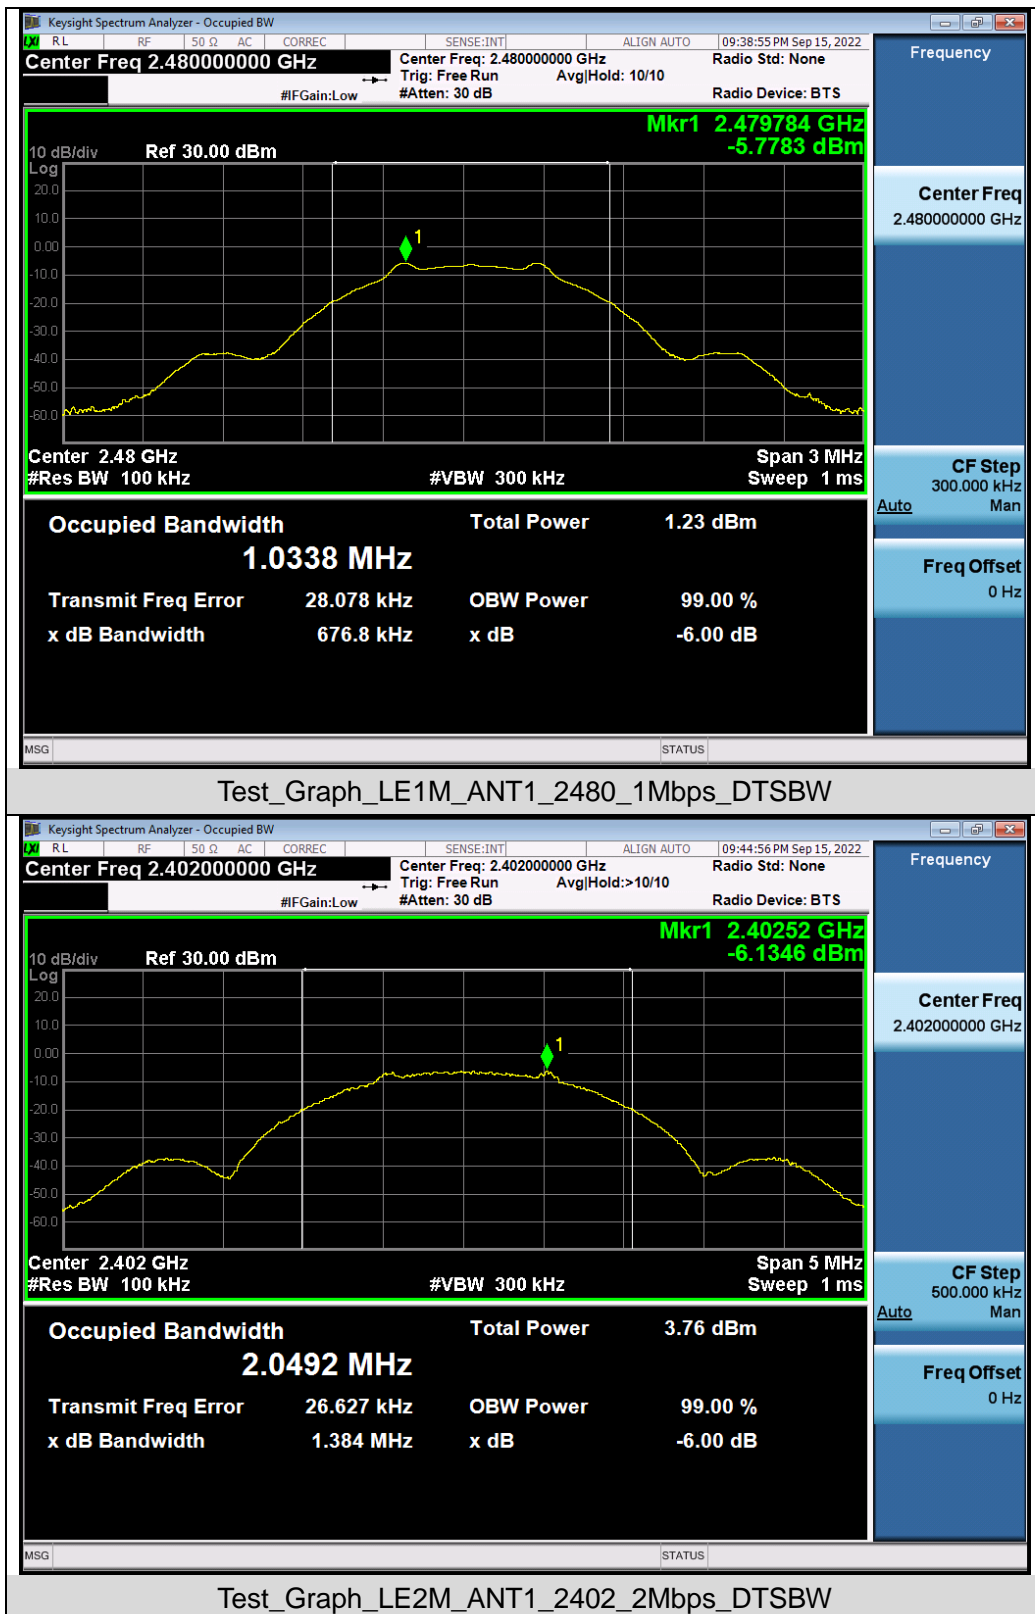 Keysight Spectrum Analyzer - Occupied BW
LXI RL RF 50 Ω AC CORREC SENSE:INT ALIGN AUTO 09:38:55 PM Sep 15, 2022
Center Freq 2.480000000 GHz Center Freq: 2.480000000 GHz Radio Std: None
Trig: Free Run Avg|Hold: 10/10
#IFGain:Low #Atten: 30 dB Radio Device: BTS
Frequency
Mkr1 2.479784 GHz
10 dB/div Ref 30.00 dBm -5.7783 dBm
Log
20.0
10.0
1
0.00
-10.0
-20.0
-30.0
-40.0
-50.0
-60.0
Center 2.48 GHz Span 3 MHz
#Res BW 100 kHz #VBW 300 kHz Sweep 1 ms
Center Freq
2.480000000 GHz
CF Step
300.000 kHz
Auto Man
Freq Offset
0 Hz
Occupied Bandwidth Total Power 1.23 dBm
1.0338 MHz
Transmit Freq Error 28.078 kHz OBW Power 99.00 %
x dB Bandwidth 676.8 kHz x dB -6.00 dB
MSG STATUS
Test_Graph_LE1M_ANT1_2480_1Mbps_DTSBW
Keysight Spectrum Analyzer - Occupied BW
LXI RL RF 50 Ω AC CORREC SENSE:INT ALIGN AUTO 09:44:56 PM Sep 15, 2022
Center Freq 2.402000000 GHz Center Freq: 2.402000000 GHz Radio Std: None
Trig: Free Run Avg|Hold:>10/10
#IFGain:Low #Atten: 30 dB Radio Device: BTS
Frequency
Mkr1 2.40252 GHz
10 dB/div Ref 30.00 dBm -6.1346 dBm
Log
20.0
10.0
1
0.00
-10.0
-20.0
-30.0
-40.0
-50.0
-60.0
Center 2.402 GHz Span 5 MHz
#Res BW 100 kHz #VBW 300 kHz Sweep 1 ms
Center Freq
2.402000000 GHz
CF Step
500.000 kHz
Auto Man
Freq Offset
0 Hz
Occupied Bandwidth Total Power 3.76 dBm
2.0492 MHz
Transmit Freq Error 26.627 kHz OBW Power 99.00 %
x dB Bandwidth 1.384 MHz x dB -6.00 dB
MSG STATUS
Test_Graph_LE2M_ANT1_2402_2Mbps_DTSBW